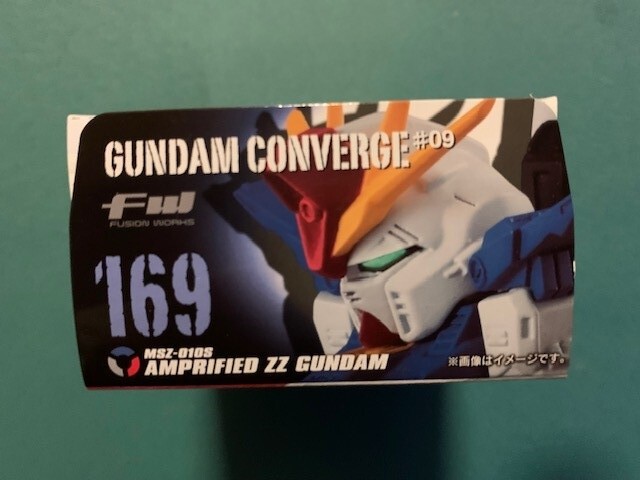 GUNDAM CONVERGE #09
FW
FUSION WORKS
169
MSZ-010S
AMPRIFIED ZZ GUNDAM
※画像はイメージです。